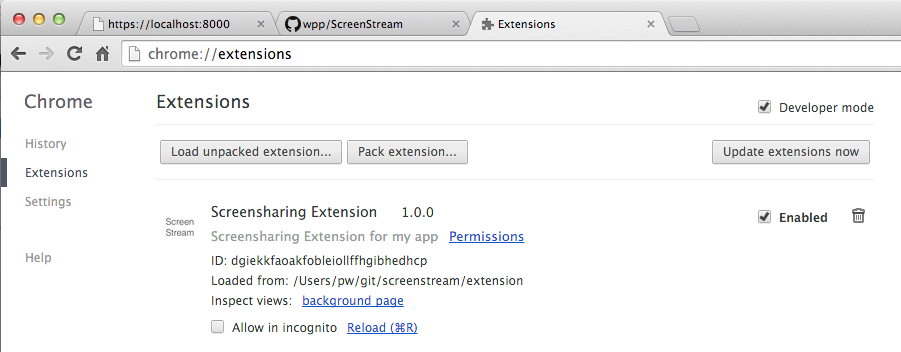 https://localhost:8000 wpp/ScreenStream Extensions
chrome://extensions
Chrome Extensions Developer mode
History
Load unpacked extension... Pack extension... Update extensions now
Extensions
Settings
Screen Stream
Screensharing Extension 1.0.0 Enabled
Screensharing Extension for my app Permissions
Help
ID: dgiekkfaoakfobleiollffhgibhedhcp
Loaded from: /Users/pw/git/screenstream/extension
Inspect views: background page
Allow in incognito Reload (⌘R)